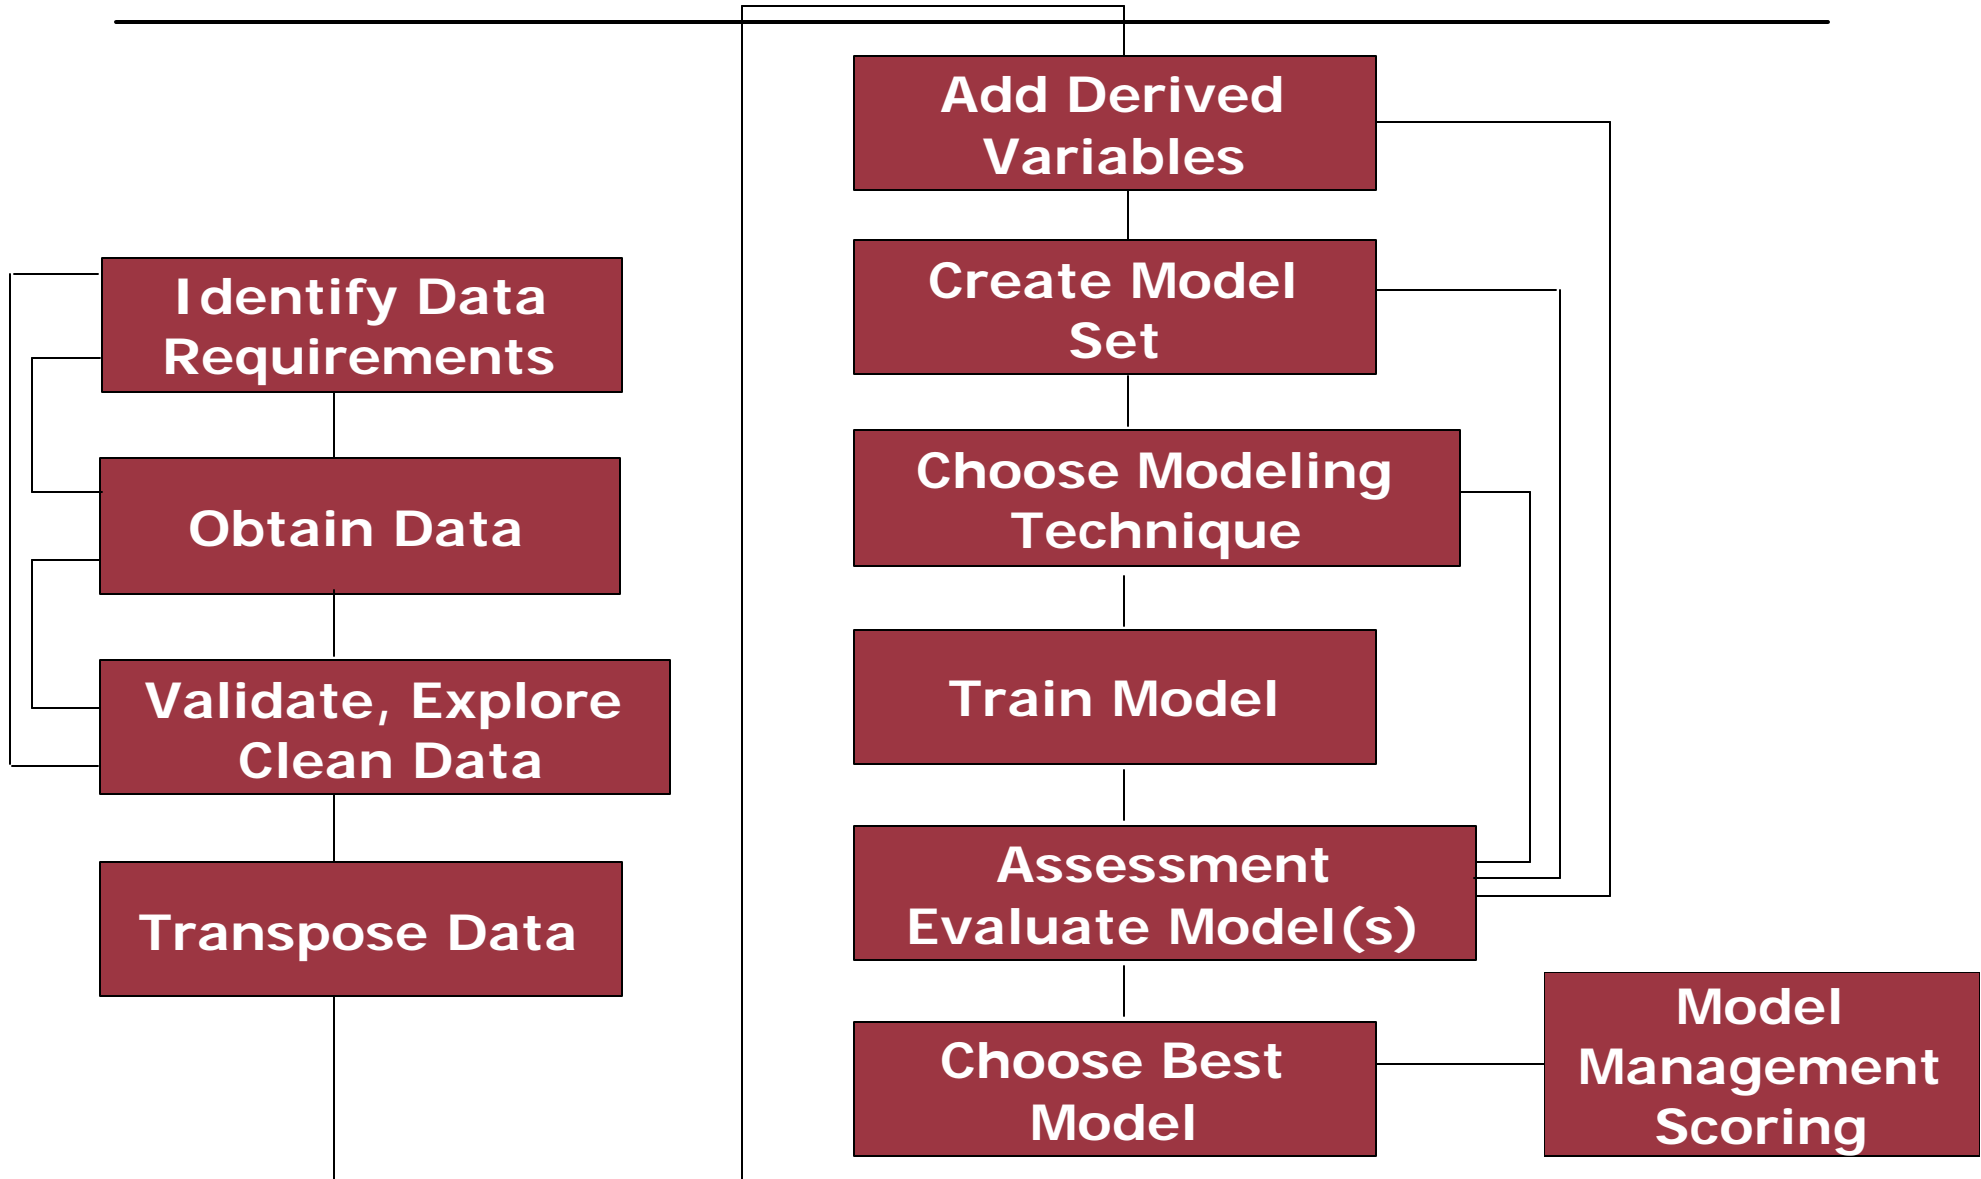 Identify Data
Requirements
Obtain Data
Validate, Explore
Clean Data
Transpose Data
Add Derived
Variables
Create Model
Set
Choose Modeling
Technique
Train Model
Assessment
Evaluate Model(s)
Choose Best
Model
Model
Management
Scoring